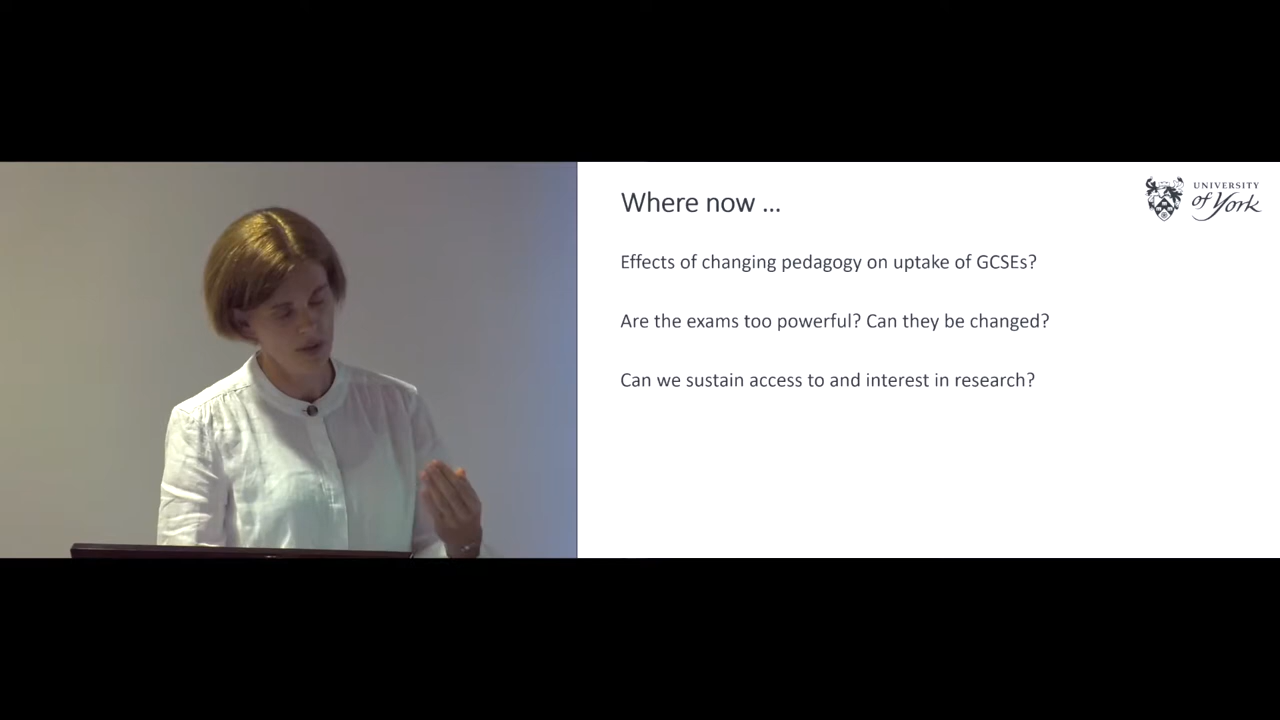 Where now ...
UNIVERSITY
of York
Effects of changing pedagogy on uptake of GCSEs?
Are the exams too powerful? Can they be changed?
Can we sustain access to and interest in research?